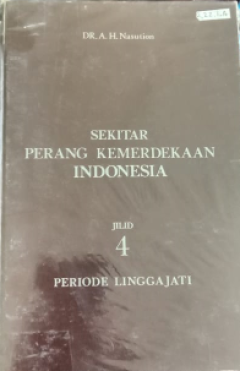 DR. A. H. Nasution
SEKITAR
PERANG KEMERDEKAAN
INDONESIA
JILID
4
PERIODE LINGGAJATI